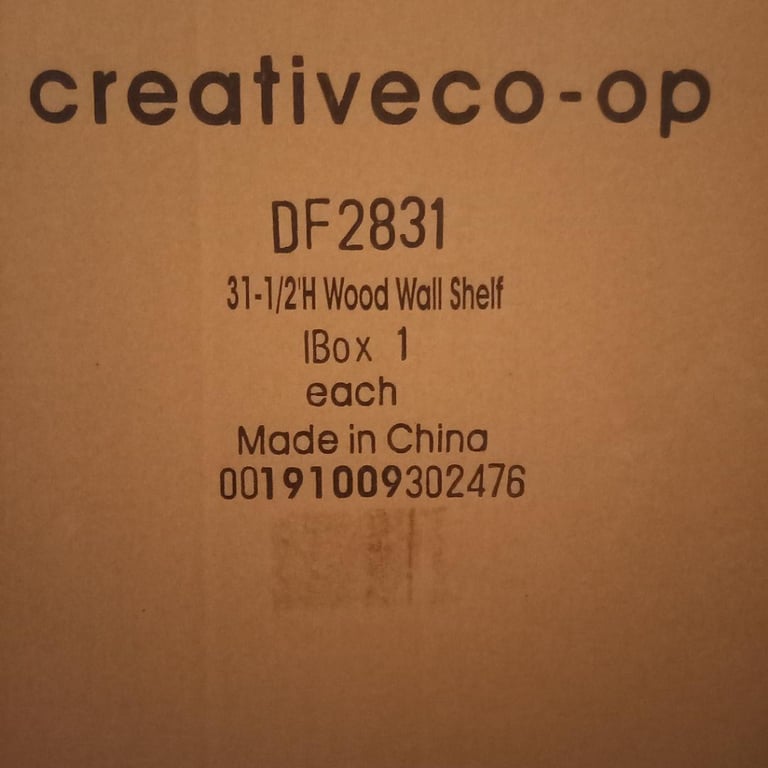 creativeco-op
DF2831
31-1/2'H Wood Wall Shelf
IBox 1
each
Made in China
00191009302476